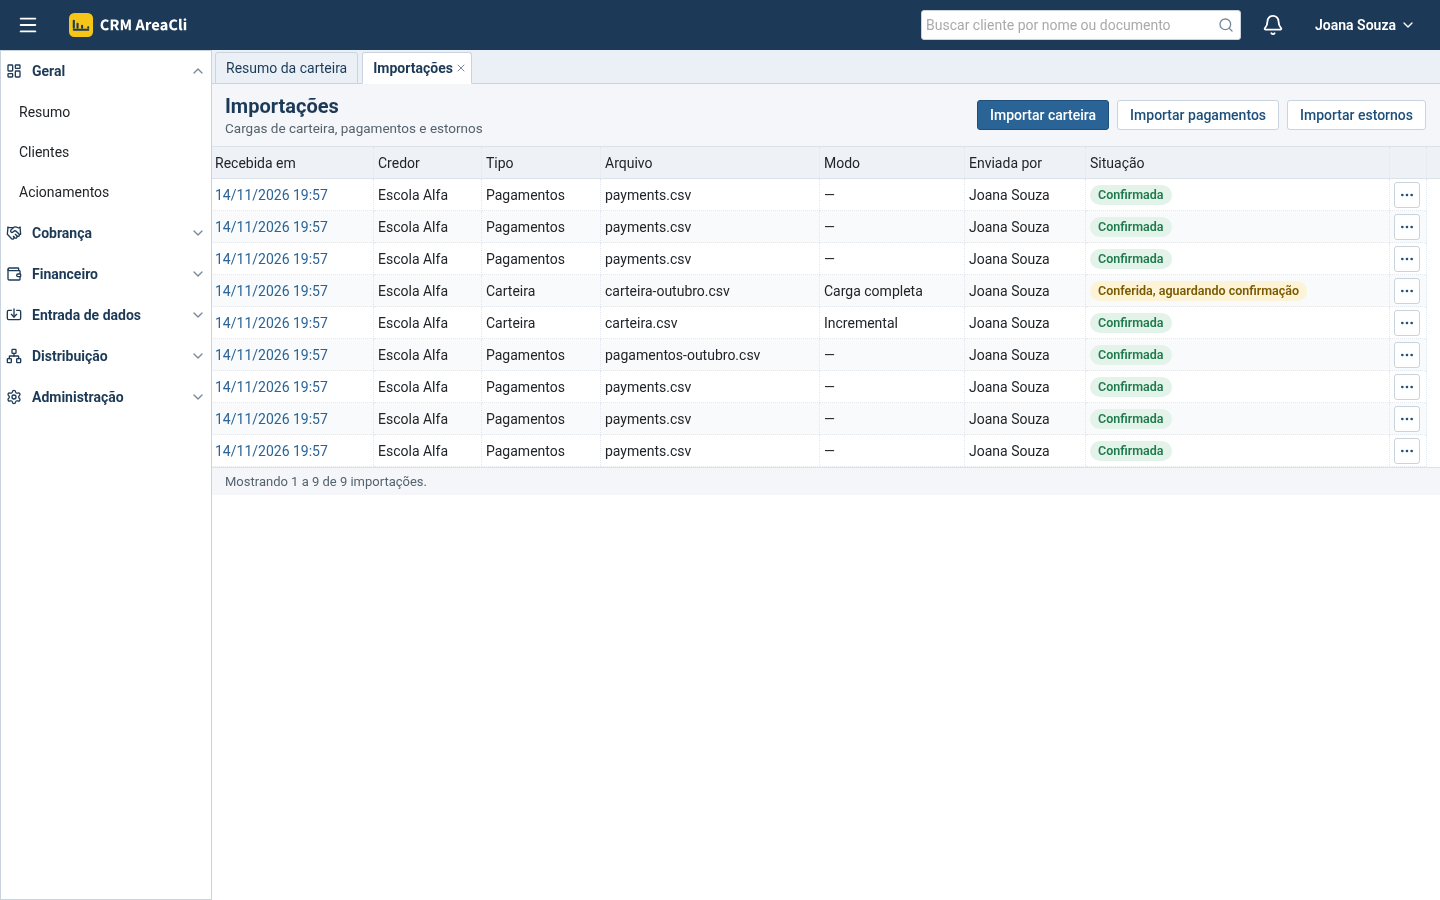 CRM AreaCli
Buscar cliente por nome ou documento
Joana Souza
Geral
Resumo
Clientes
Acionamentos
Cobrança
Financeiro
Entrada de dados
Distribuição
Administração
Resumo da carteira
Importações
Importações
Cargas de carteira, pagamentos e estornos
Importar carteira
Importar pagamentos
Importar estornos
Recebida em Credor Tipo Arquivo Modo Enviada por Situação
14/11/2026 19:57 Escola Alfa Pagamentos payments.csv — Joana Souza Confirmada
14/11/2026 19:57 Escola Alfa Pagamentos payments.csv — Joana Souza Confirmada
14/11/2026 19:57 Escola Alfa Pagamentos payments.csv — Joana Souza Confirmada
14/11/2026 19:57 Escola Alfa Carteira carteira-outubro.csv Carga completa Joana Souza Conferida, aguardando confirmação
14/11/2026 19:57 Escola Alfa Carteira carteira.csv Incremental Joana Souza Confirmada
14/11/2026 19:57 Escola Alfa Pagamentos pagamentos-outubro.csv — Joana Souza Confirmada
14/11/2026 19:57 Escola Alfa Pagamentos payments.csv — Joana Souza Confirmada
14/11/2026 19:57 Escola Alfa Pagamentos payments.csv — Joana Souza Confirmada
14/11/2026 19:57 Escola Alfa Pagamentos payments.csv — Joana Souza Confirmada
Mostrando 1 a 9 de 9 importações.